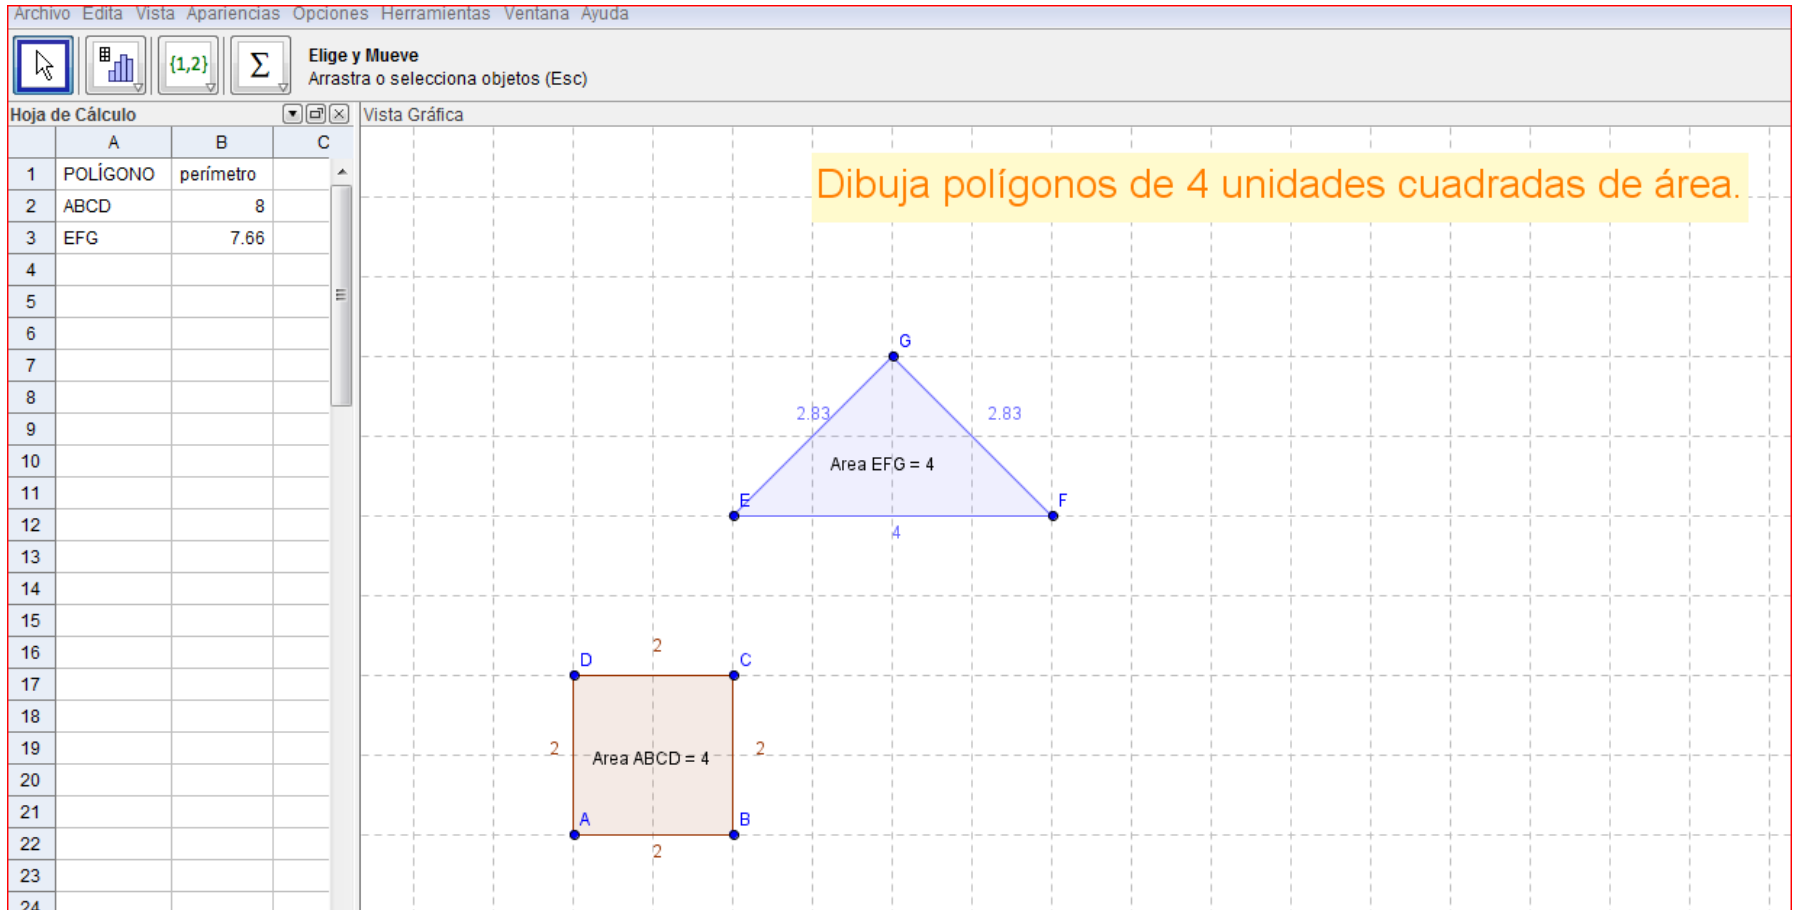 Archivo Edita Vista Apariencias Opciones Herramientas Ventana Ayuda
{1,2} Σ
Elige y Mueve
Arrastra o selecciona objetos (Esc)
Hoja de Cálculo
Vista Gráfica
A B C
1 POLÍGONO perímetro
2 ABCD 8
3 EFG 7.66
4
5
6
7
8
9
10
11
12
13
14
15
16
17
18
19
20
21
22
23
24
Dibuja polígonos de 4 unidades cuadradas de área.
G
2.83 2.83
Area EFG = 4
E F
4
2
D C
2 Area ABCD = 4 2
A B
2